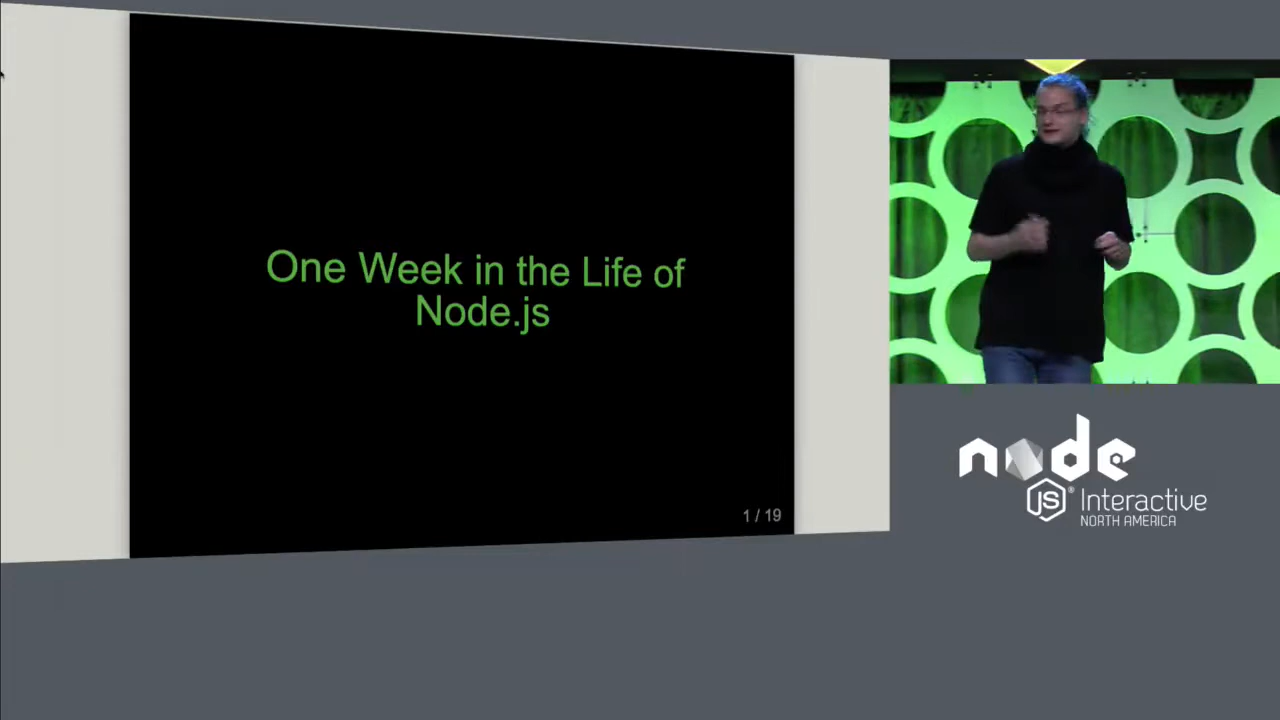 One Week in the Life of
Node.js
1 / 19
node
JS® Interactive
NORTH AMERICA